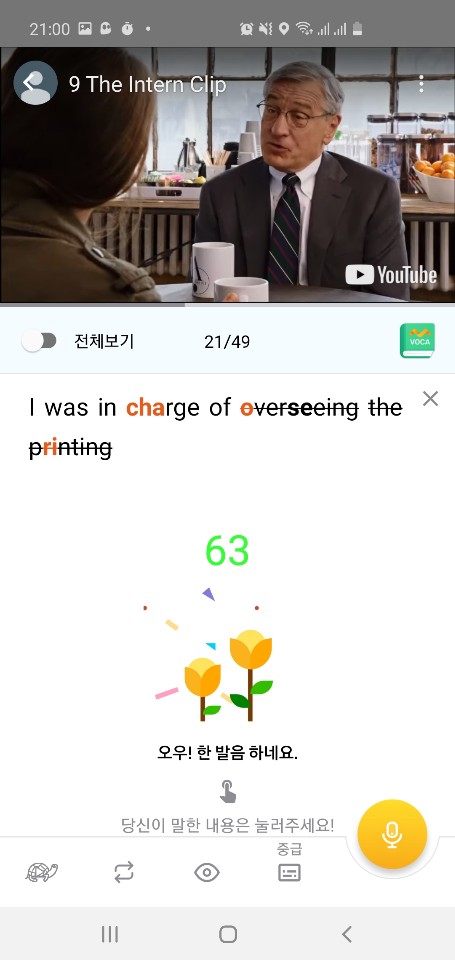 21:00
9 The Intern Clip
YouTube
전체보기
21/49
VOCA
I was in charge of overseeing the
printing
63
오우! 한 발음 하네요.
당신이 말한 내용은 눌러주세요!
중급